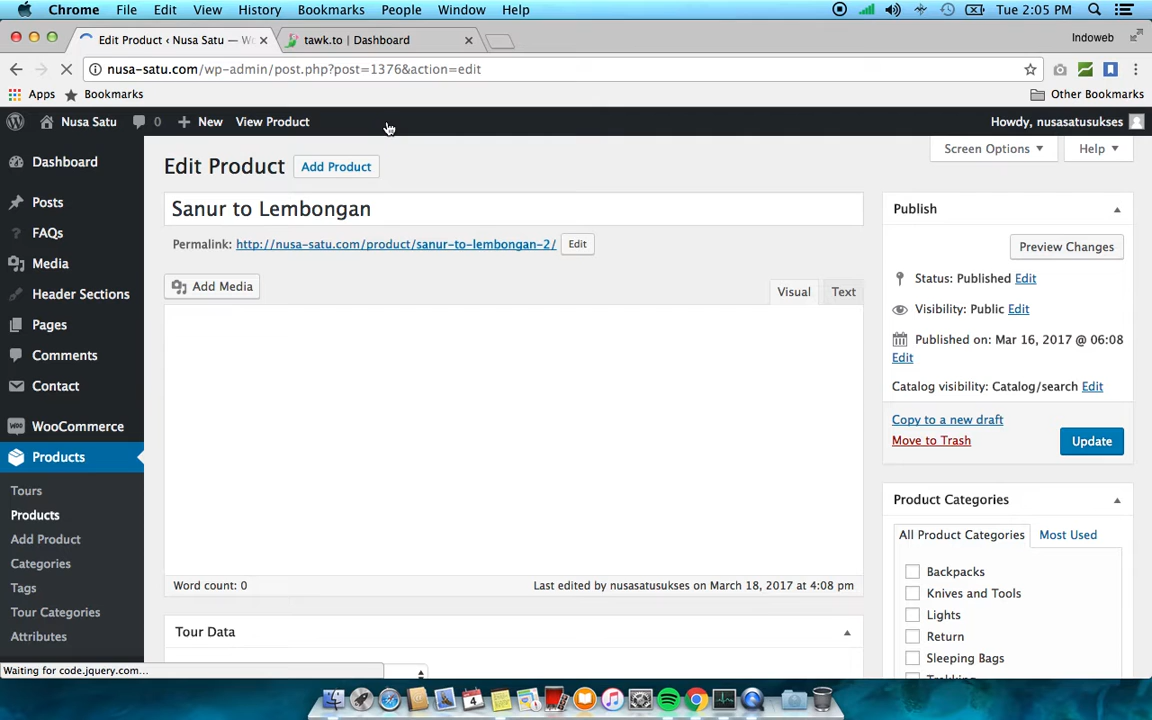 Chrome File Edit View History Bookmarks People Window Help Tue 2:05 PM
Edit Product ‹ Nusa Satu — Wo tawk.to | Dashboard Indoweb
nusa-satu.com/wp-admin/post.php?post=1376&action=edit
Apps Bookmarks Other Bookmarks
Nusa Satu 0 New View Product Howdy, nusasatusukses
Dashboard
Posts
FAQs
Media
Header Sections
Pages
Comments
Contact
WooCommerce
Products
Tours
Products
Add Product
Categories
Tags
Tour Categories
Attributes
Waiting for code.jquery.com...
Screen Options Help
Edit Product Add Product
Sanur to Lembongan
Permalink: http://nusa-satu.com/product/sanur-to-lembongan-2/ Edit
Add Media Visual Text
Word count: 0 Last edited by nusasatusukses on March 18, 2017 at 4:08 pm
Tour Data
Publish
Preview Changes
Status: Published Edit
Visibility: Public Edit
Published on: Mar 16, 2017 @ 06:08
Edit
Catalog visibility: Catalog/search Edit
Copy to a new draft
Move to Trash Update
Product Categories
All Product Categories Most Used
Backpacks
Knives and Tools
Lights
Return
Sleeping Bags
Trekking
4